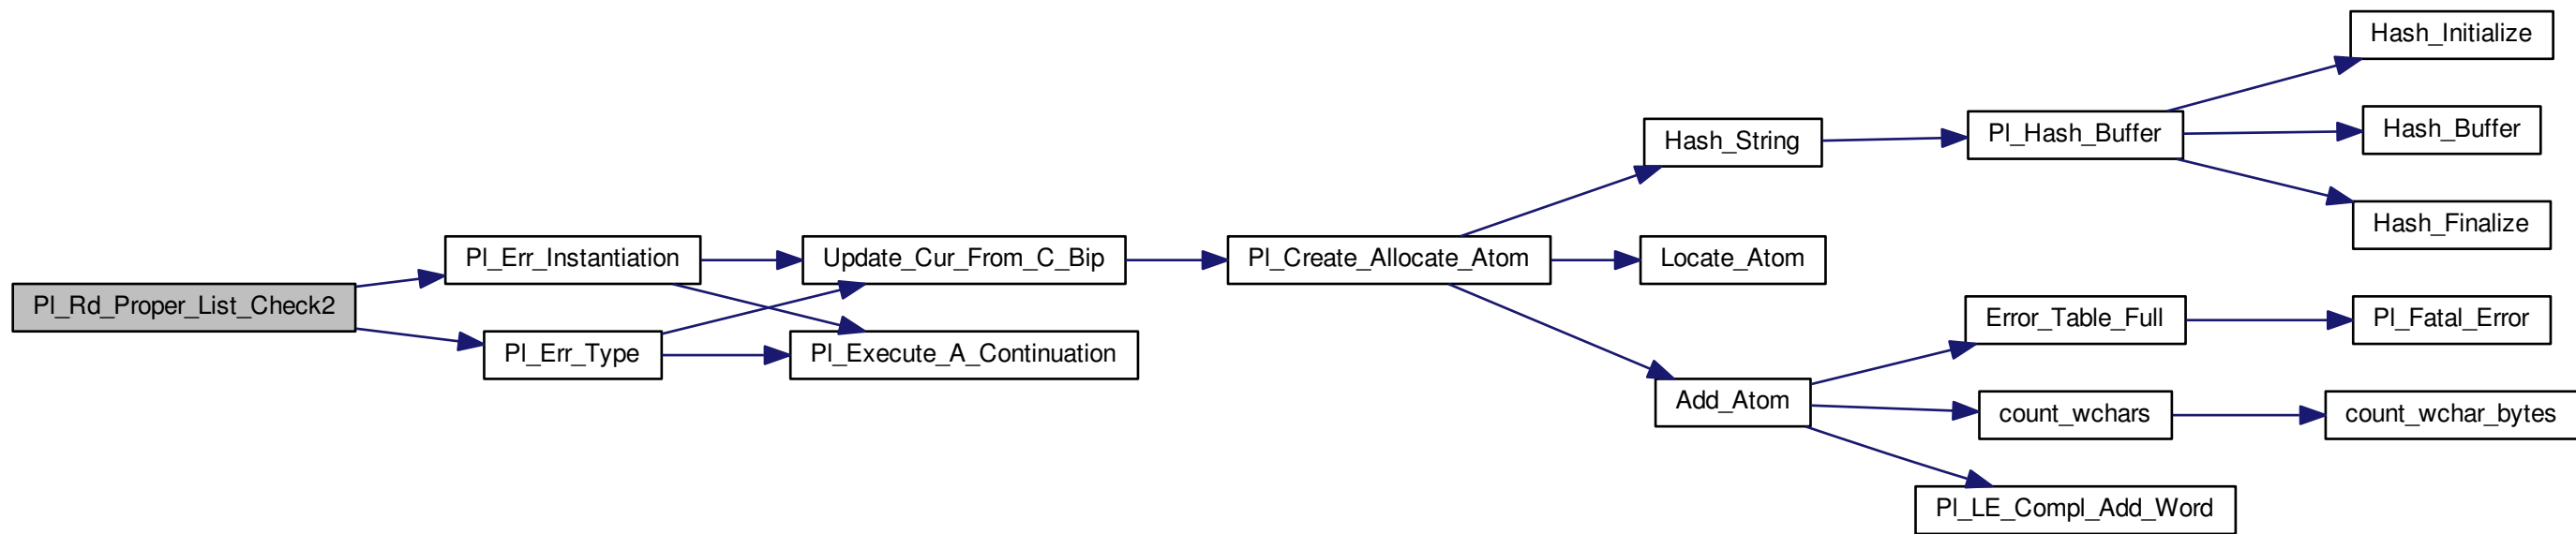 Pl_Rd_Proper_List_Check2
Pl_Err_Instantiation
Pl_Err_Type
Update_Cur_From_C_Bip
Pl_Execute_A_Continuation
Pl_Create_Allocate_Atom
Hash_String
Locate_Atom
Add_Atom
Pl_Hash_Buffer
Error_Table_Full
count_wchars
Pl_LE_Compl_Add_Word
Hash_Initialize
Hash_Buffer
Hash_Finalize
Pl_Fatal_Error
count_wchar_bytes